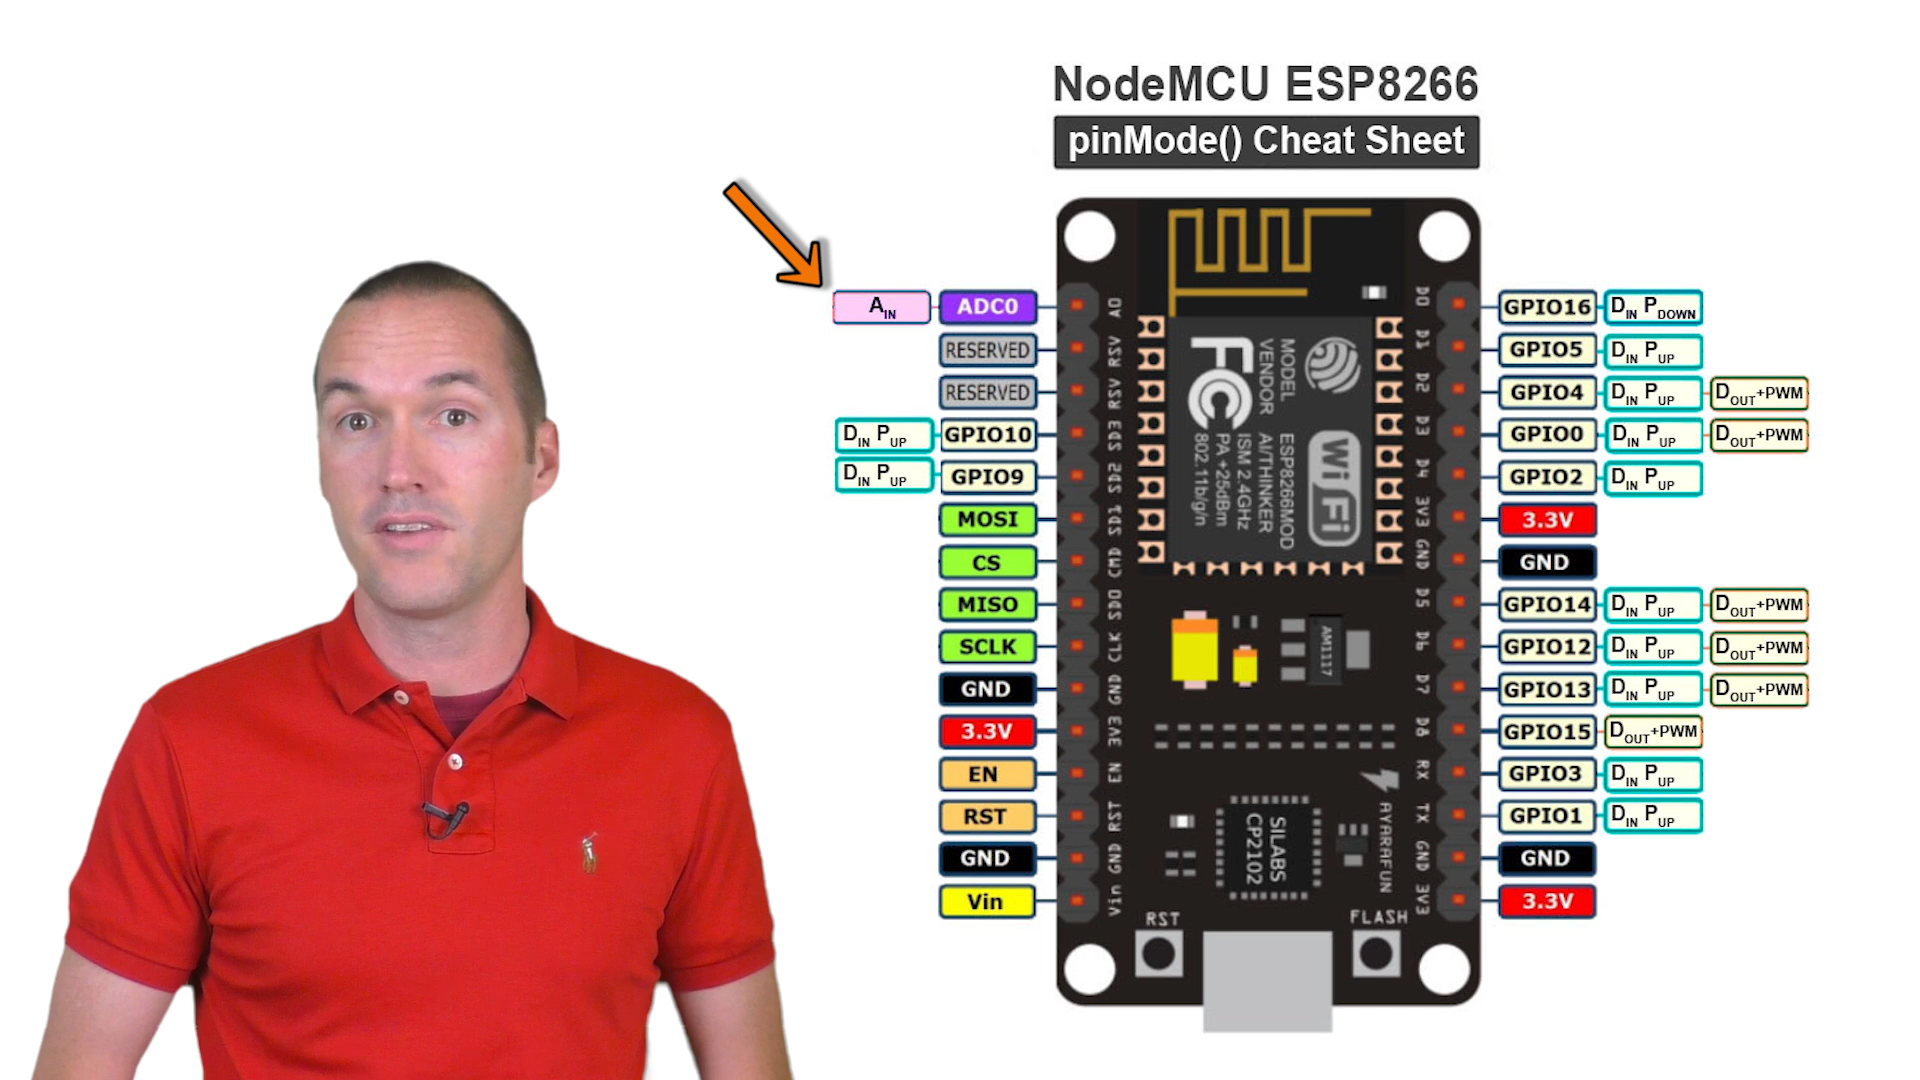 NodeMCU ESP8266
pinMode() Cheat Sheet
AIN ADC0
RESERVED
RESERVED
DIN PUP GPIO10
DIN PUP GPIO9
MOSI
CS
MISO
SCLK
GND
3.3V
EN
RST
GND
Vin
A0
RSV
RSV
SD3
SD2
SD1
CMD
SD0
CLK
GND
3V3
EN
RST
GND
Vin
MODEL
VENDOR
ESP8266MOD
AI/THINKER
ISM 2.4GHz
PA +25dBm
802.11b/g/n
FC
WiFi
AM1117
SILABS
CP2102
AYARAFUN
RST
FLASH
D0
D1
D2
D3
D4
3V3
GND
D5
D6
D7
D8
RX
TX
GND
3V3
GPIO16 DIN PDOWN
GPIO5 DIN PUP
GPIO4 DIN PUP DOUT+PWM
GPIO0 DIN PUP DOUT+PWM
GPIO2 DIN PUP
3.3V
GND
GPIO14 DIN PUP DOUT+PWM
GPIO12 DIN PUP DOUT+PWM
GPIO13 DIN PUP DOUT+PWM
GPIO15 DOUT+PWM
GPIO3 DIN PUP
GPIO1 DIN PUP
GND
3.3V